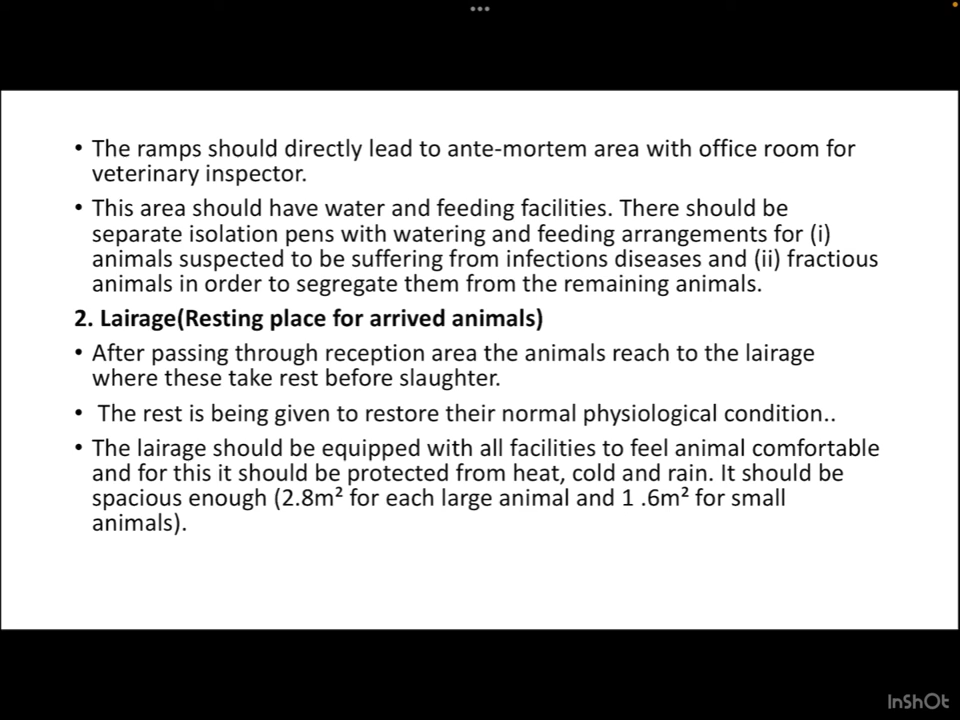 • The ramps should directly lead to ante-mortem area with office room for
veterinary inspector.
• This area should have water and feeding facilities. There should be
separate isolation pens with watering and feeding arrangements for (i)
animals suspected to be suffering from infections diseases and (ii) fractious
animals in order to segregate them from the remaining animals.
2. Lairage(Resting place for arrived animals)
• After passing through reception area the animals reach to the lairage
where these take rest before slaughter.
• The rest is being given to restore their normal physiological condition..
• The lairage should be equipped with all facilities to feel animal comfortable
and for this it should be protected from heat, cold and rain. It should be
spacious enough (2.8m² for each large animal and 1 .6m² for small
animals).
InShOt